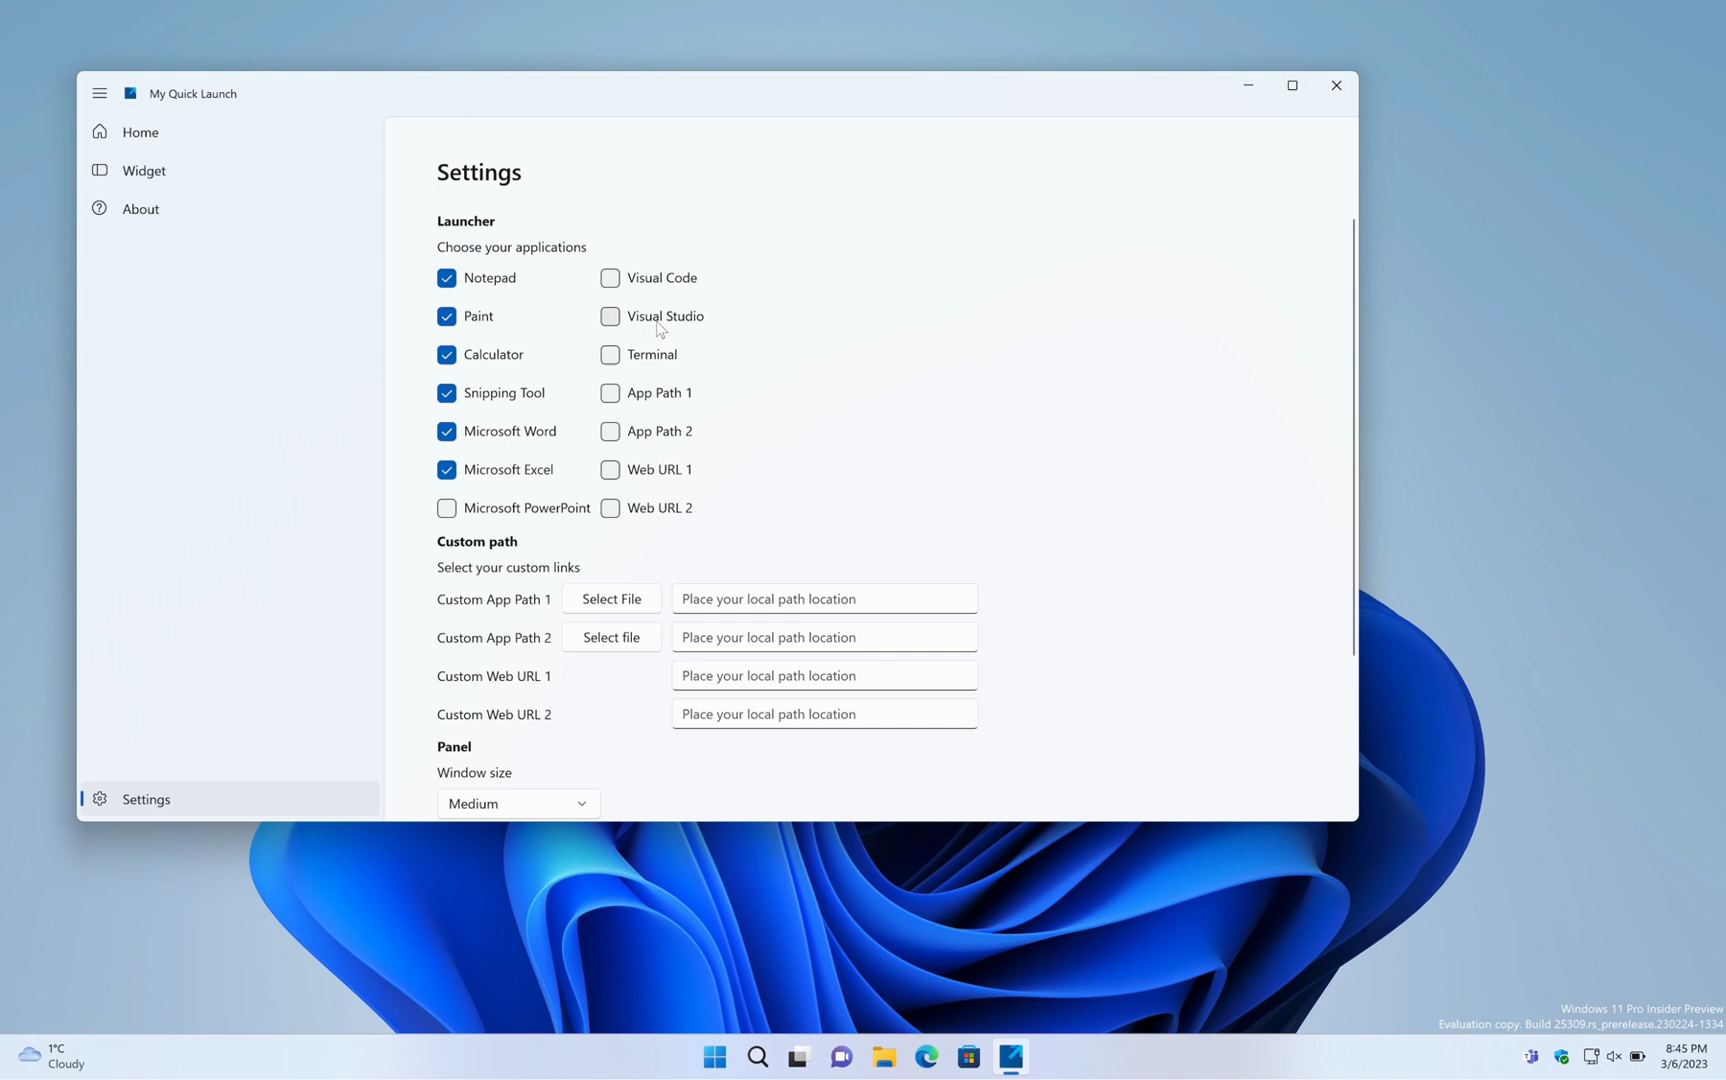 My Quick Launch
Home
Widget
About
Settings
Settings
Launcher
Choose your applications
Notepad
Visual Code
Paint
Visual Studio
Calculator
Terminal
Snipping Tool
App Path 1
Microsoft Word
App Path 2
Microsoft Excel
Web URL 1
Microsoft PowerPoint
Web URL 2
Custom path
Select your custom links
Custom App Path 1 Select File Place your local path location
Custom App Path 2 Select file Place your local path location
Custom Web URL 1 Place your local path location
Custom Web URL 2 Place your local path location
Panel
Window size
Medium
Windows 11 Pro Insider Preview
Evaluation copy. Build 25309.rs_prerelease.230224-1334
1°C
Cloudy
8:45 PM
3/6/2023